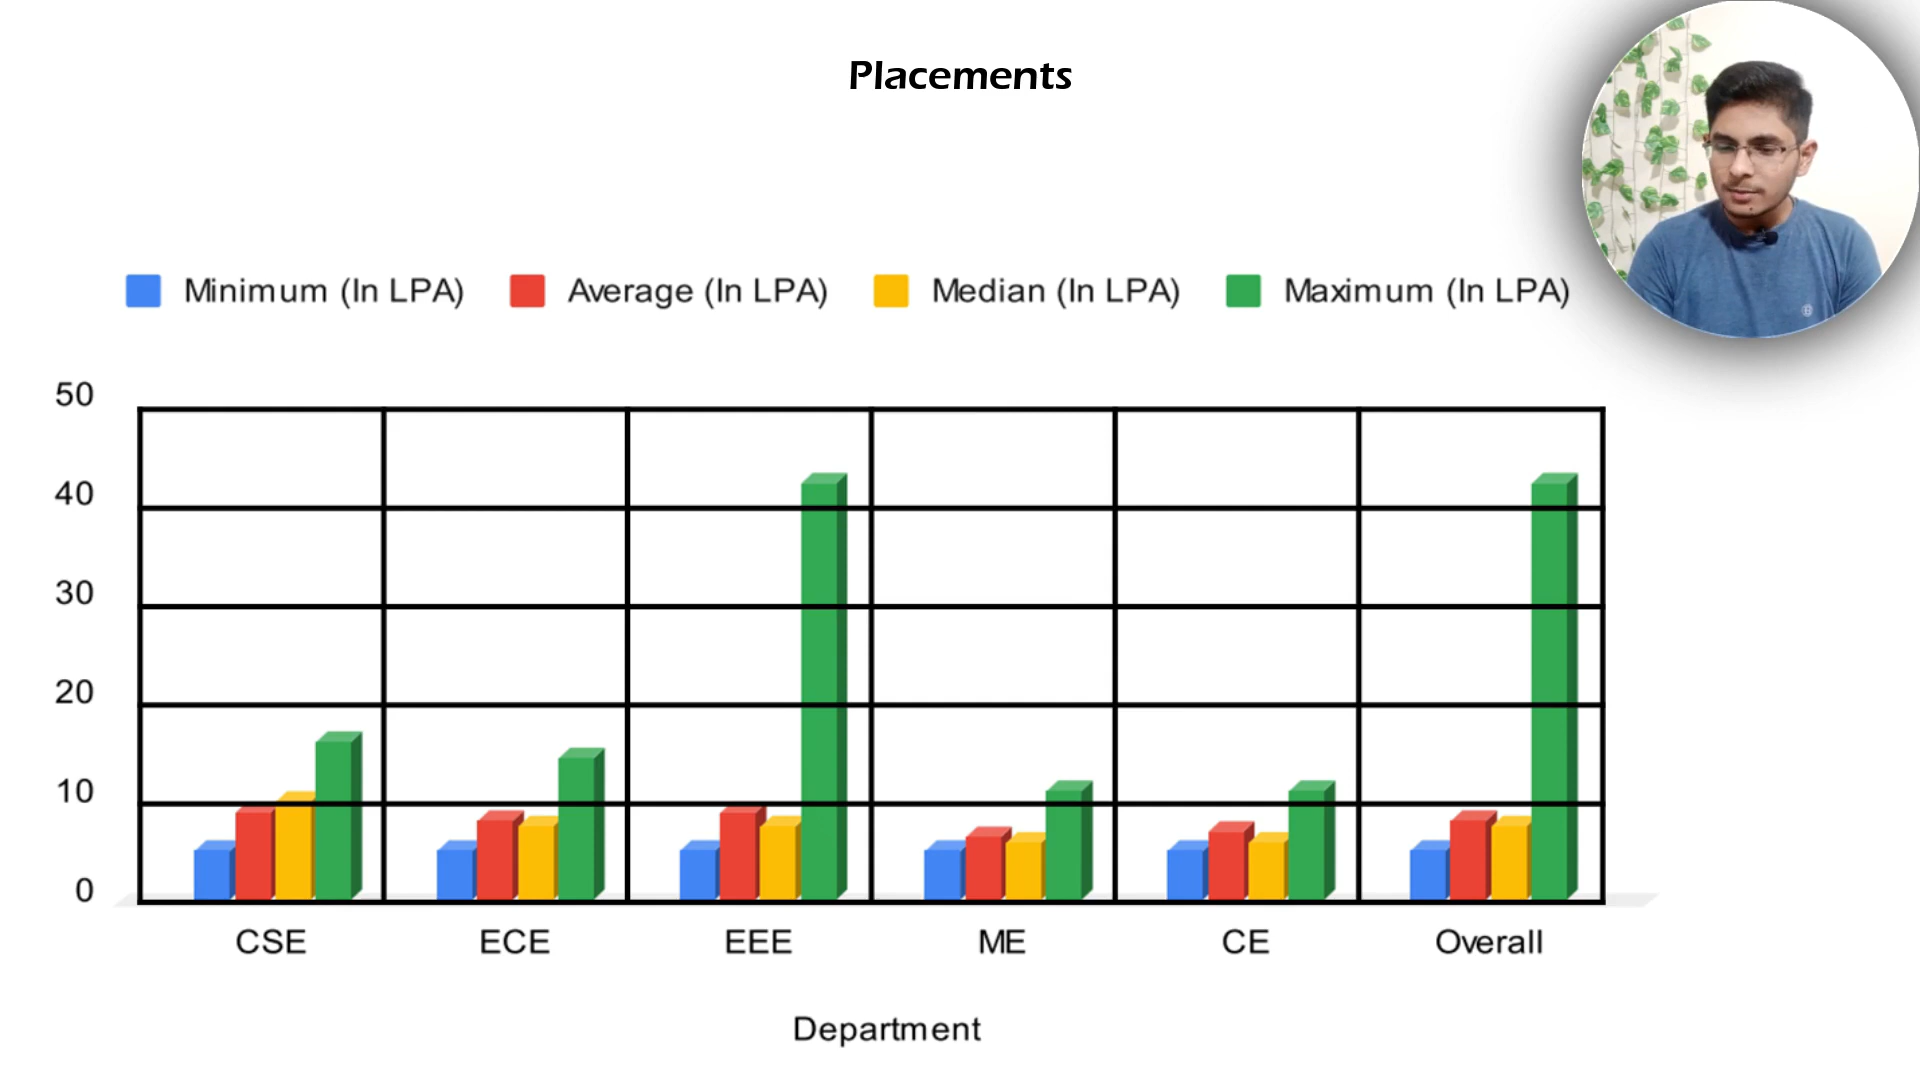 Placements
Minimum (In LPA) Average (In LPA) Median (In LPA) Maximum (In LPA)
50
40
30
20
10
0
CSE ECE EEE ME CE Overall
Department